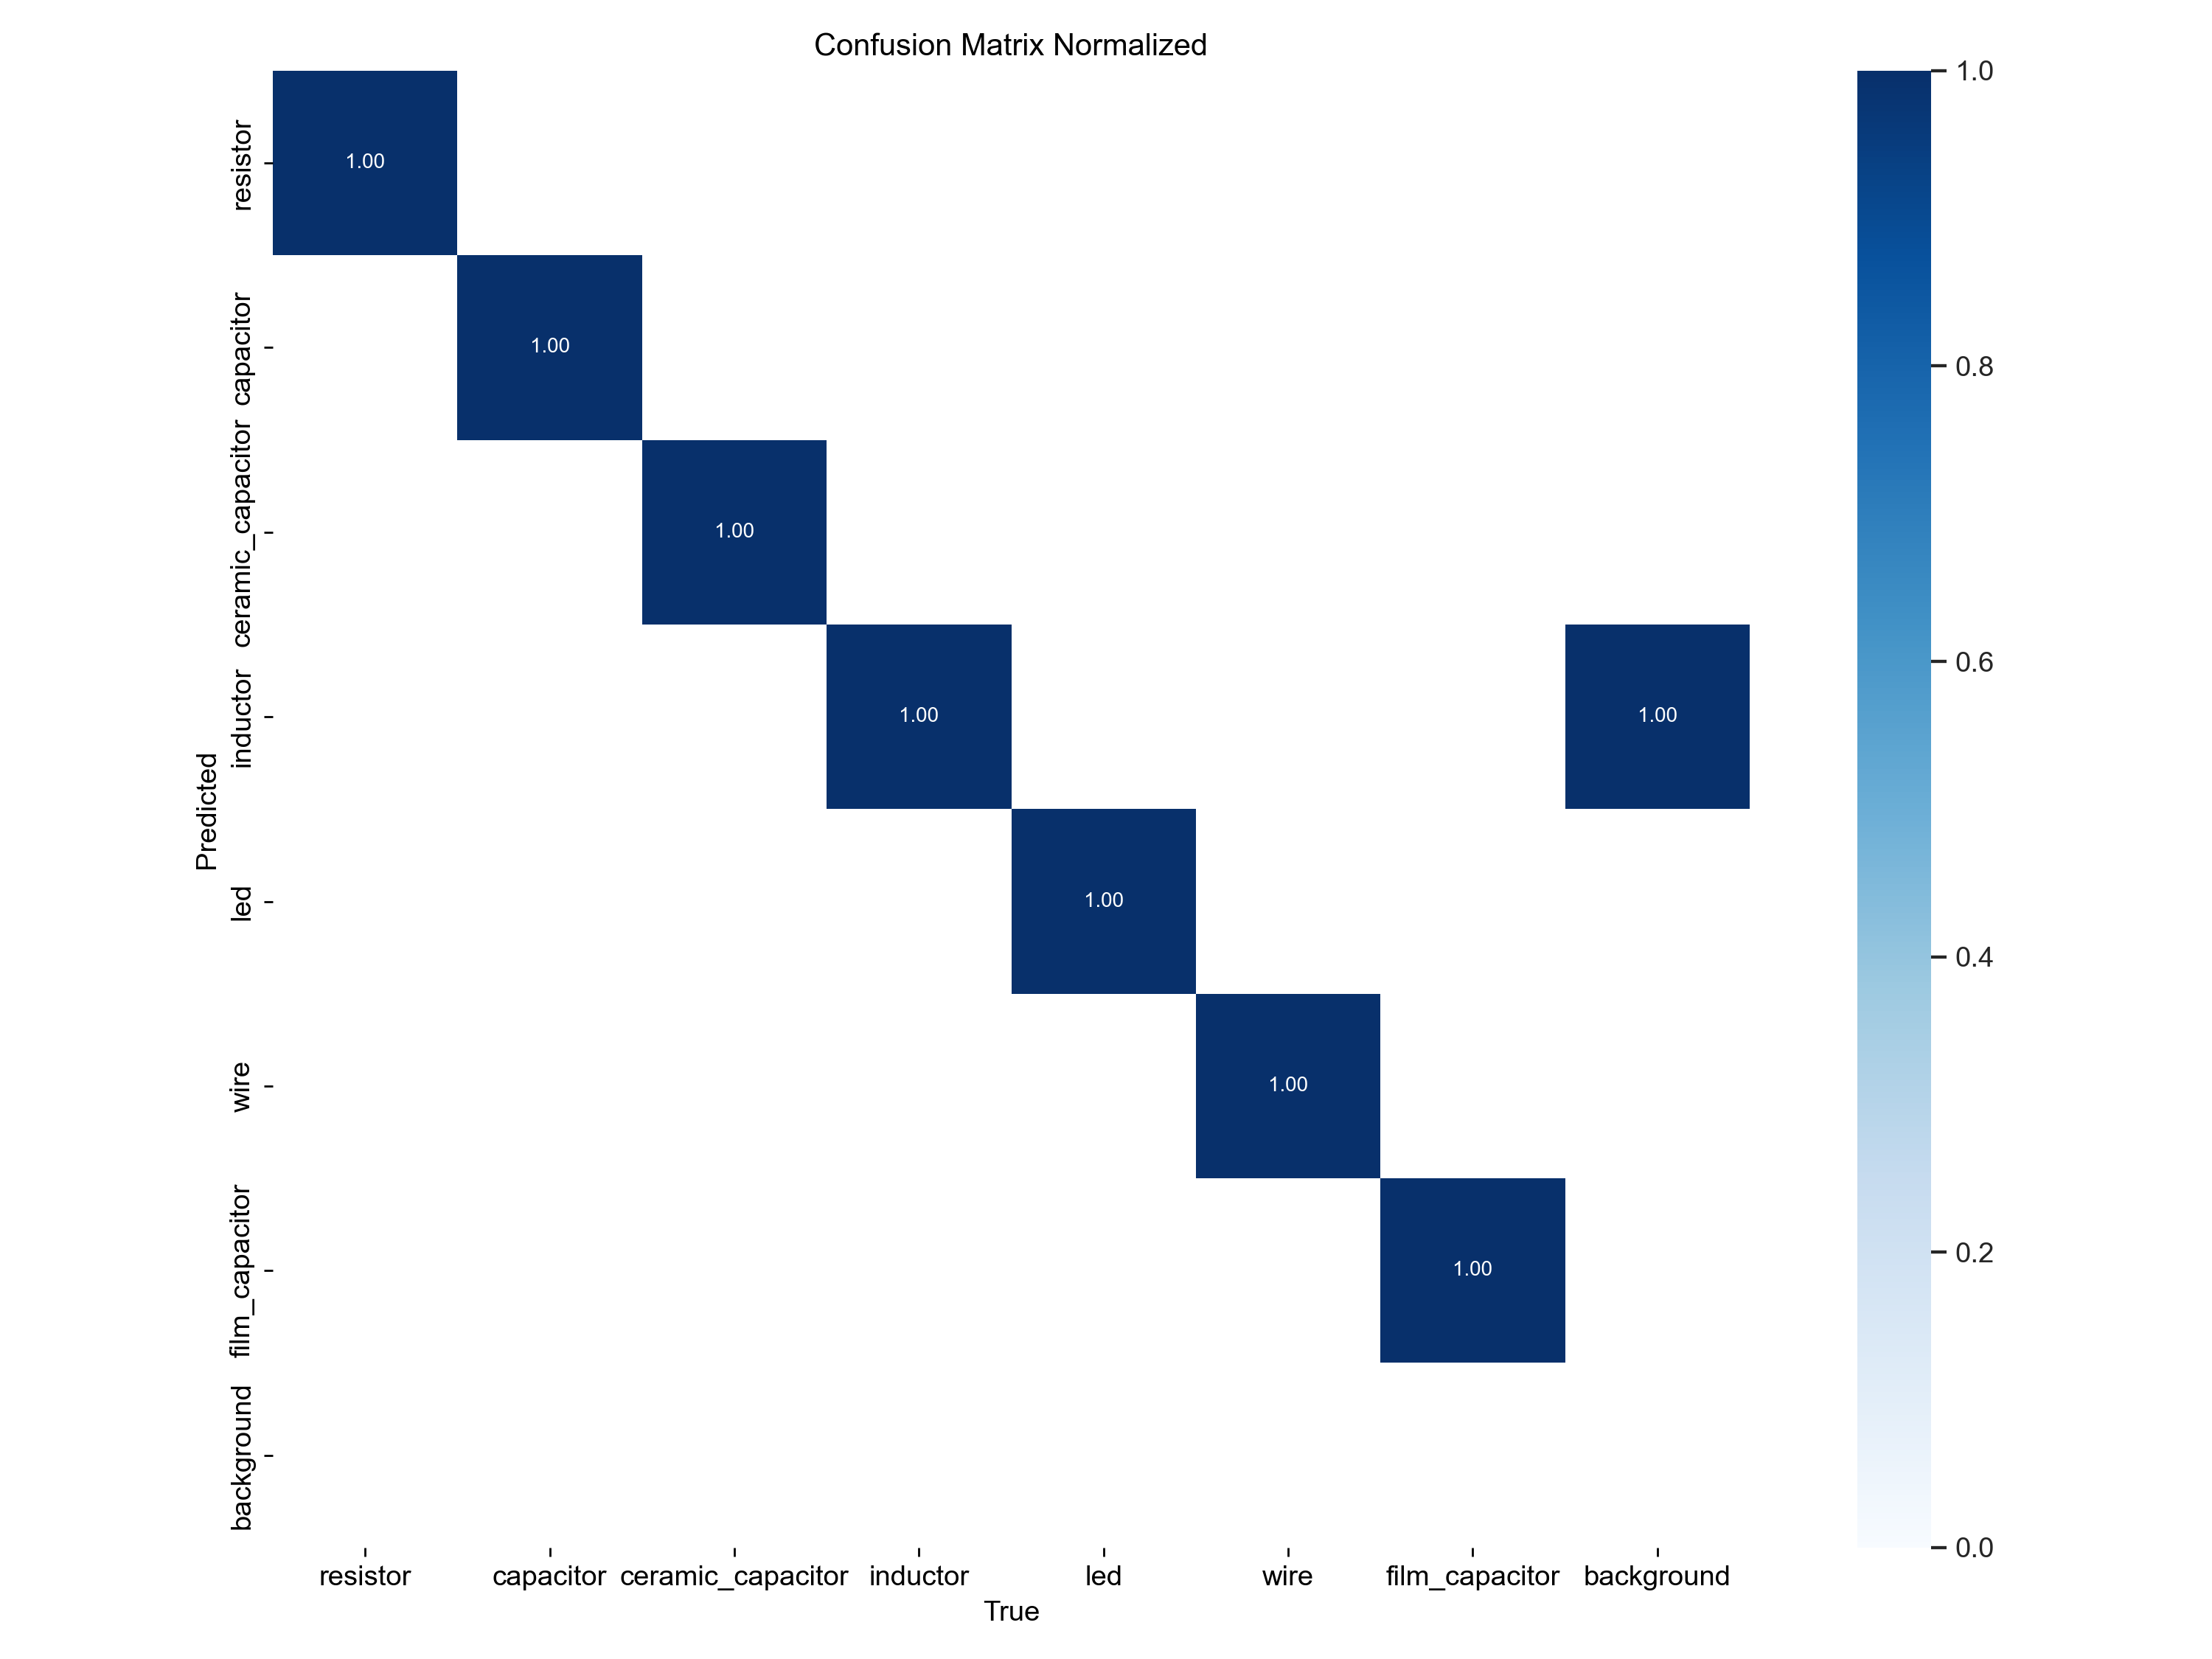 Confusion Matrix Normalized
resistor
1.00
capacitor
1.00
ceramic_capacitor
1.00
inductor
1.00
1.00
led
1.00
wire
1.00
film_capacitor
1.00
background
Predicted
resistor capacitor ceramic_capacitor inductor led wire film_capacitor background
True
1.0
0.8
0.6
0.4
0.2
0.0